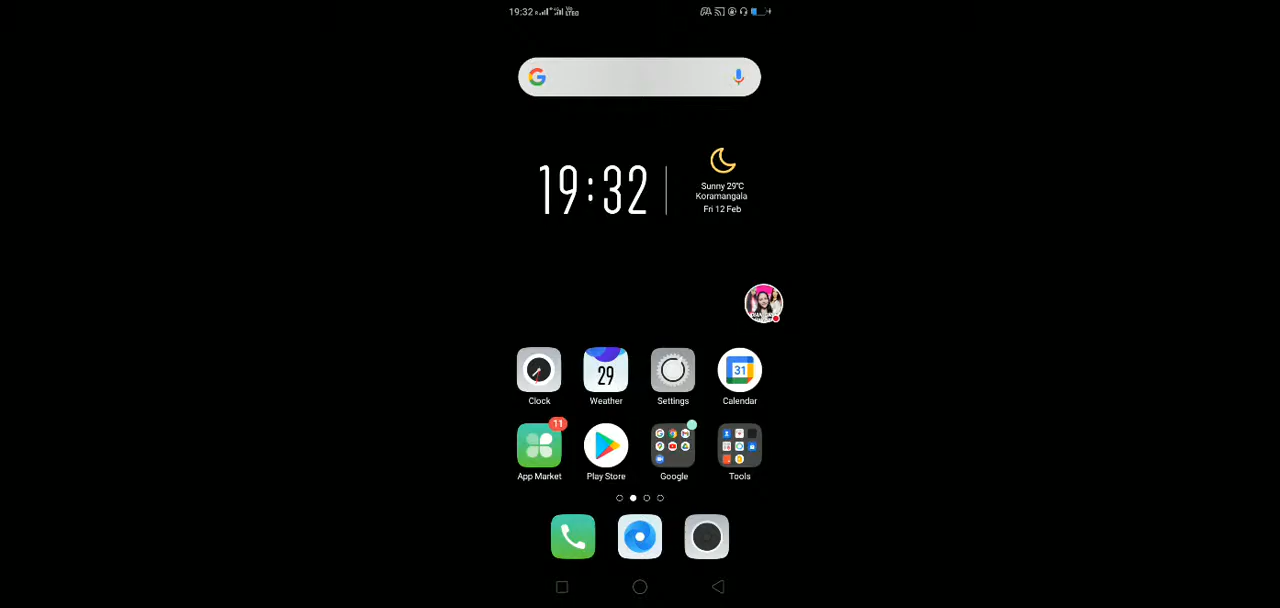 19:32
19:32
Sunny 29°C
Koramangala
Fri 12 Feb
Clock
29
Weather
Settings
31
Calendar
11
App Market
Play Store
Google
Tools